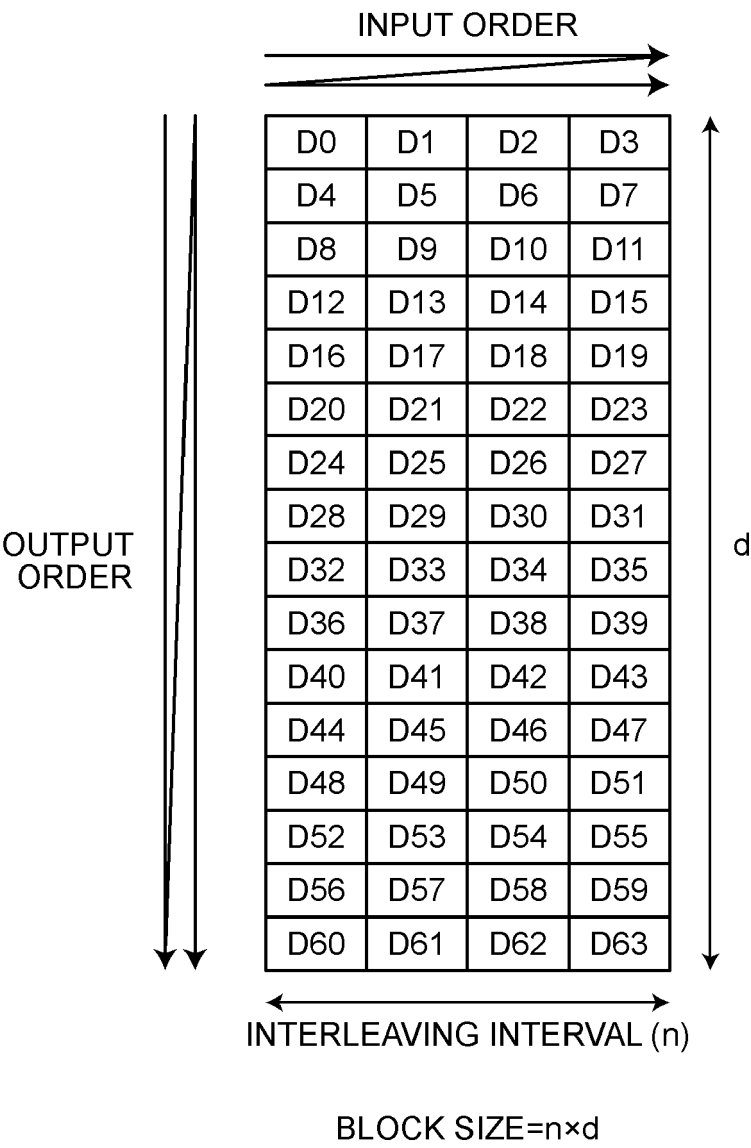 INPUT ORDER
D0 D1 D2 D3
D4 D5 D6 D7
D8 D9 D10 D11
D12 D13 D14 D15
D16 D17 D18 D19
D20 D21 D22 D23
D24 D25 D26 D27
D28 D29 D30 D31
D32 D33 D34 D35
D36 D37 D38 D39
D40 D41 D42 D43
D44 D45 D46 D47
D48 D49 D50 D51
D52 D53 D54 D55
D56 D57 D58 D59
D60 D61 D62 D63
OUTPUT
ORDER
d
INTERLEAVING INTERVAL (n)
BLOCK SIZE=n×d